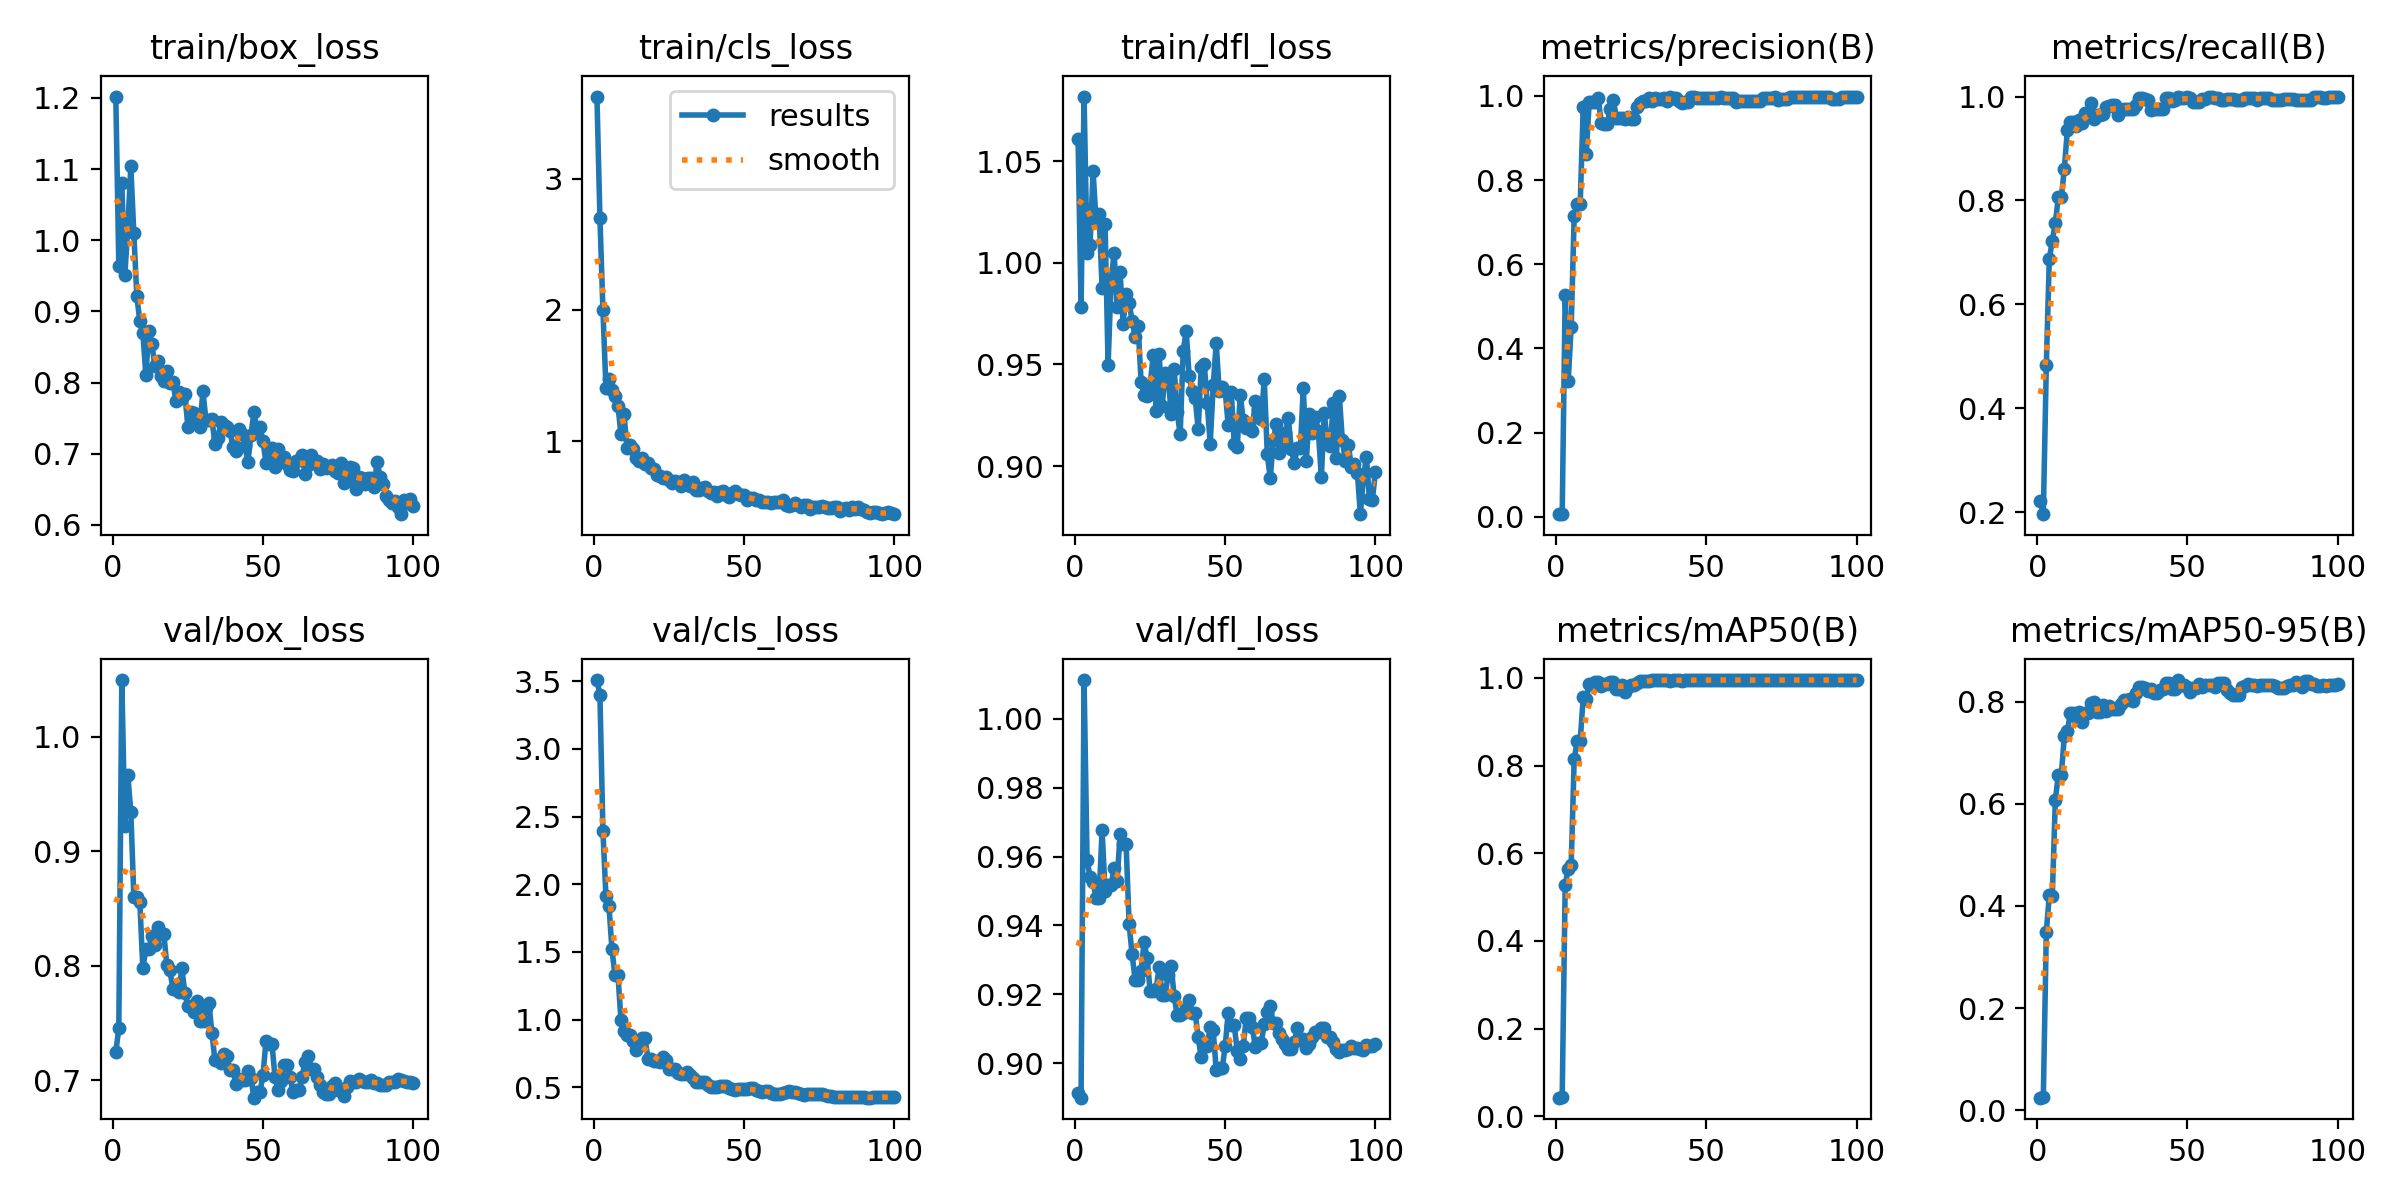 train/box_loss
1.2
1.1
1.0
0.9
0.8
0.7
0.6
0 50 100
train/cls_loss
results
smooth
3
2
1
0 50 100
train/dfl_loss
1.05
1.00
0.95
0.90
0 50 100
metrics/precision(B)
1.0
0.8
0.6
0.4
0.2
0.0
0 50 100
metrics/recall(B)
1.0
0.8
0.6
0.4
0.2
0 50 100
val/box_loss
1.0
0.9
0.8
0.7
0 50 100
val/cls_loss
3.5
3.0
2.5
2.0
1.5
1.0
0.5
0 50 100
val/dfl_loss
1.00
0.98
0.96
0.94
0.92
0.90
0 50 100
metrics/mAP50(B)
1.0
0.8
0.6
0.4
0.2
0.0
0 50 100
metrics/mAP50-95(B)
0.8
0.6
0.4
0.2
0.0
0 50 100